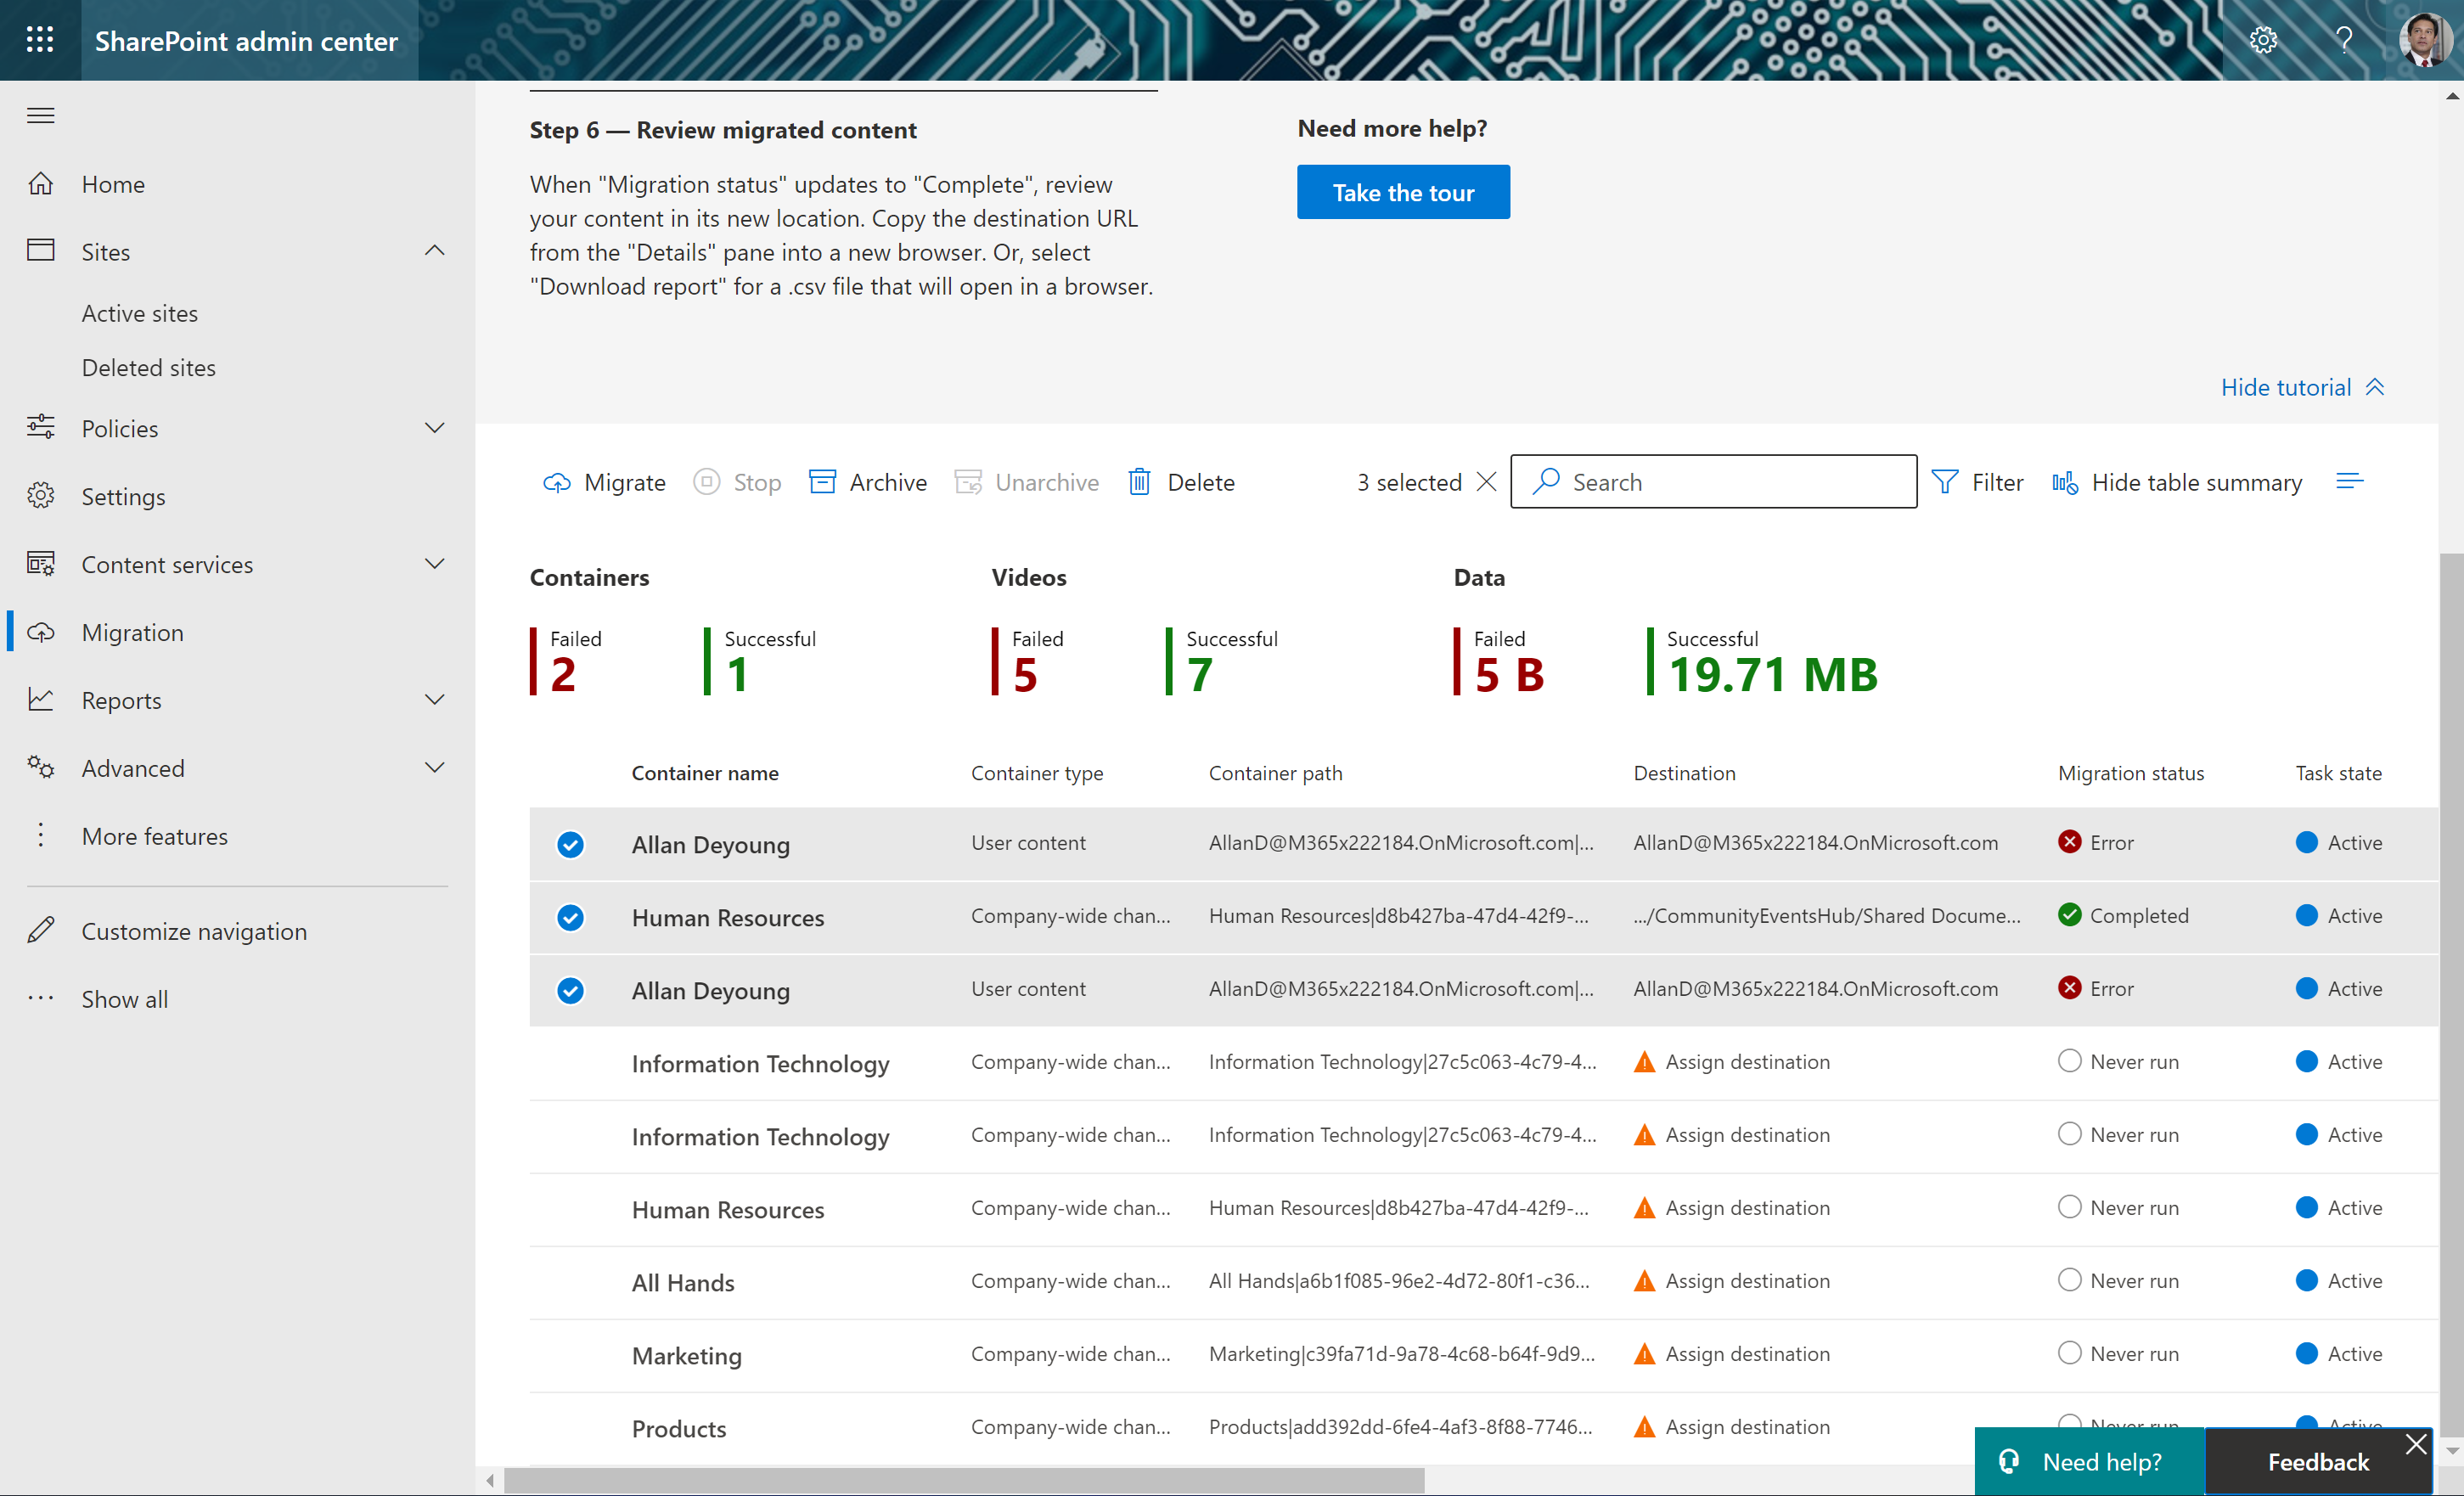 SharePoint admin center
Home
Sites
Active sites
Deleted sites
Policies
Settings
Content services
Migration
Reports
Advanced
More features
Customize navigation
Show all
Step 6 — Review migrated content
When "Migration status" updates to "Complete", review
your content in its new location. Copy the destination URL
from the "Details" pane into a new browser. Or, select
"Download report" for a .csv file that will open in a browser.
Need more help?
Take the tour
Hide tutorial
Migrate Stop Archive Unarchive Delete 3 selected Search Filter Hide table summary
Containers Videos Data
Failed Successful Failed Successful Failed Successful
2 1 5 7 5 B 19.71 MB
Container name Container type Container path Destination Migration status Task state
Allan Deyoung User content AllanD@M365x222184.OnMicrosoft.com|... AllanD@M365x222184.OnMicrosoft.com Error Active
Human Resources Company-wide chan... Human Resources|d8b427ba-47d4-42f9-... .../CommunityEventsHub/Shared Docume... Completed Active
Allan Deyoung User content AllanD@M365x222184.OnMicrosoft.com|... AllanD@M365x222184.OnMicrosoft.com Error Active
Information Technology Company-wide chan... Information Technology|27c5c063-4c79-4... Assign destination Never run Active
Information Technology Company-wide chan... Information Technology|27c5c063-4c79-4... Assign destination Never run Active
Human Resources Company-wide chan... Human Resources|d8b427ba-47d4-42f9-... Assign destination Never run Active
All Hands Company-wide chan... All Hands|a6b1f085-96e2-4d72-80f1-c36... Assign destination Never run Active
Marketing Company-wide chan... Marketing|c39fa71d-9a78-4c68-b64f-9d9... Assign destination Never run Active
Products Company-wide chan... Products|add392dd-6fe4-4af3-8f88-7746... Assign destination Never run Active
Need help? Feedback